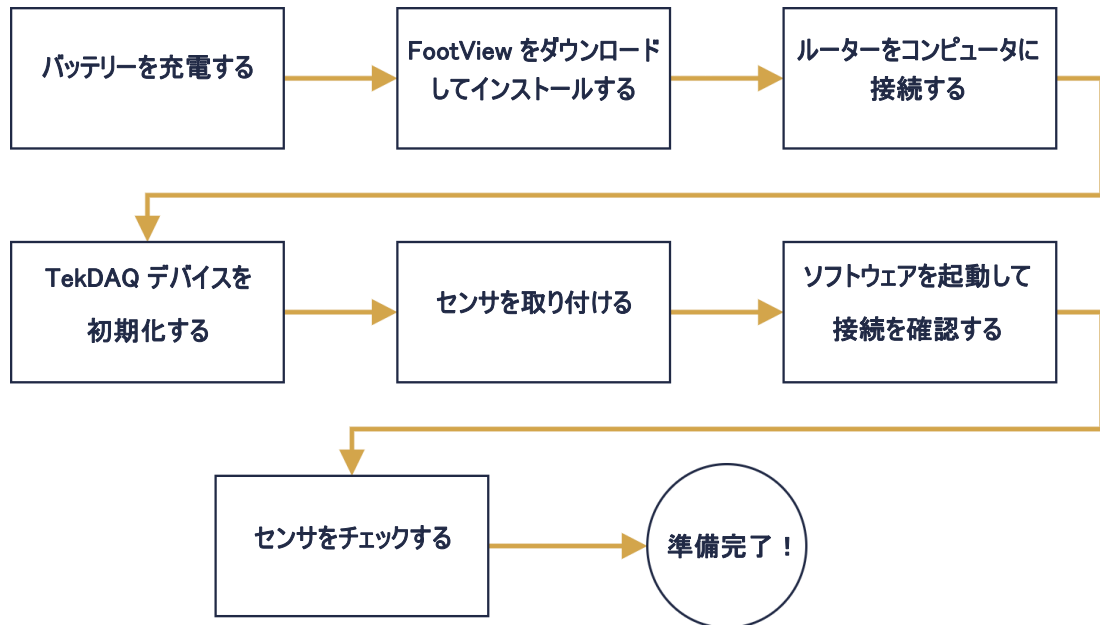 バッテリーを充電する
FootView をダウンロード
してインストールする
ルーターをコンピュータに
接続する
TekDAQ デバイスを
初期化する
センサを取り付ける
ソフトウェアを起動して
接続を確認する
センサをチェックする
準備完了！